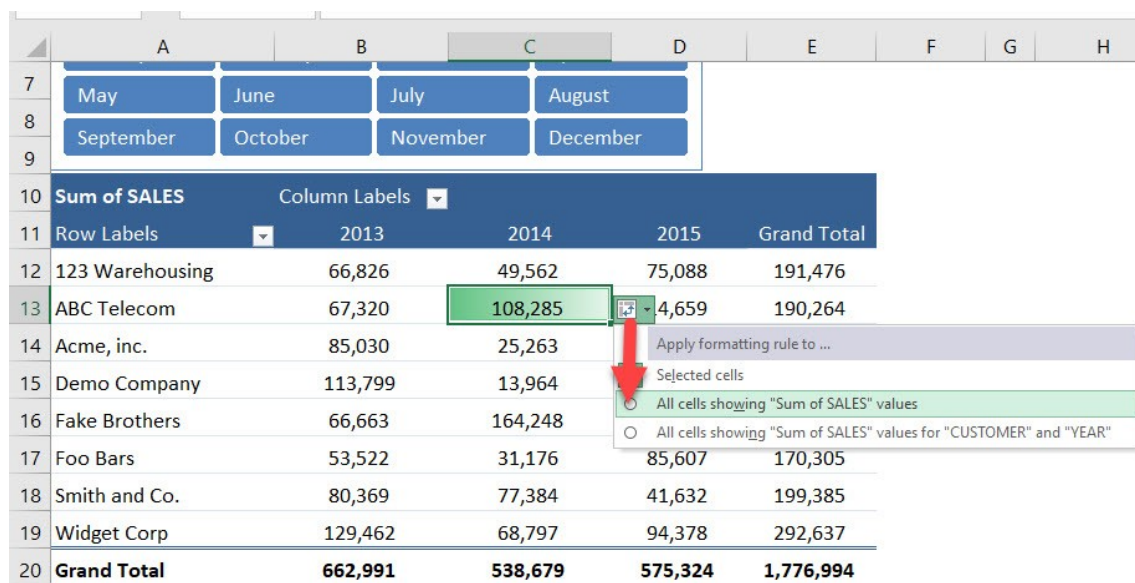 A B C D E F G H
7 May June July August
8
September October November December
9
10 Sum of SALES Column Labels
11 Row Labels 2013 2014 2015 Grand Total
12 123 Warehousing 66,826 49,562 75,088 191,476
13 ABC Telecom 67,320 108,285 4,659 190,264
14 Acme, inc. 85,030 25,263 Apply formatting rule to ...
15 Demo Company 113,799 13,964 Selected cells
All cells showing "Sum of SALES" values
16 Fake Brothers 66,663 164,248 All cells showing "Sum of SALES" values for "CUSTOMER" and "YEAR"
17 Foo Bars 53,522 31,176 85,607 170,305
18 Smith and Co. 80,369 77,384 41,632 199,385
19 Widget Corp 129,462 68,797 94,378 292,637
20 Grand Total 662,991 538,679 575,324 1,776,994